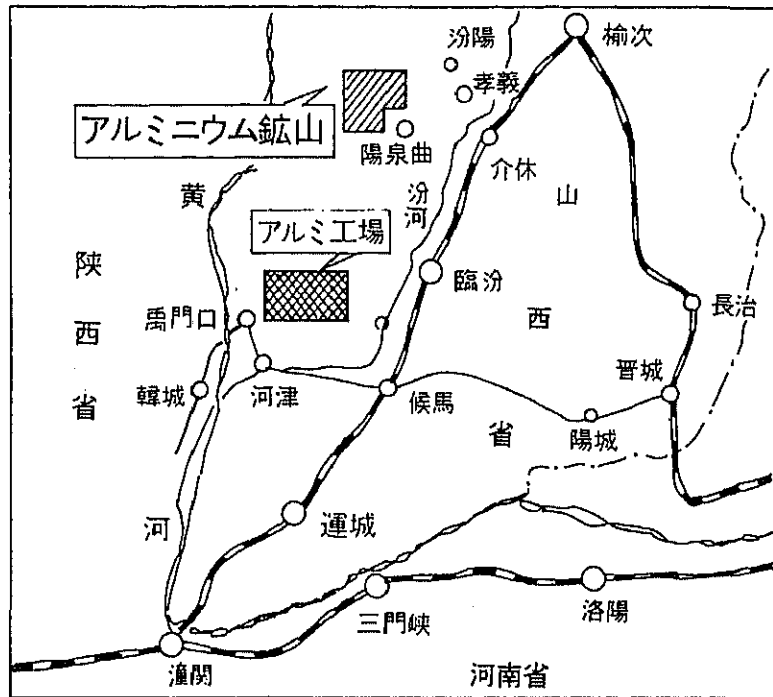 汾陽
楡次
孝義
アルミニウム鉱山
陽泉曲
介休
黄河
汾河
山西省
アルミ工場
陕西省
臨汾
禹門口
長治
韓城
河津
候馬
晋城
陽城
運城
三門峡
洛陽
潼関
河南省